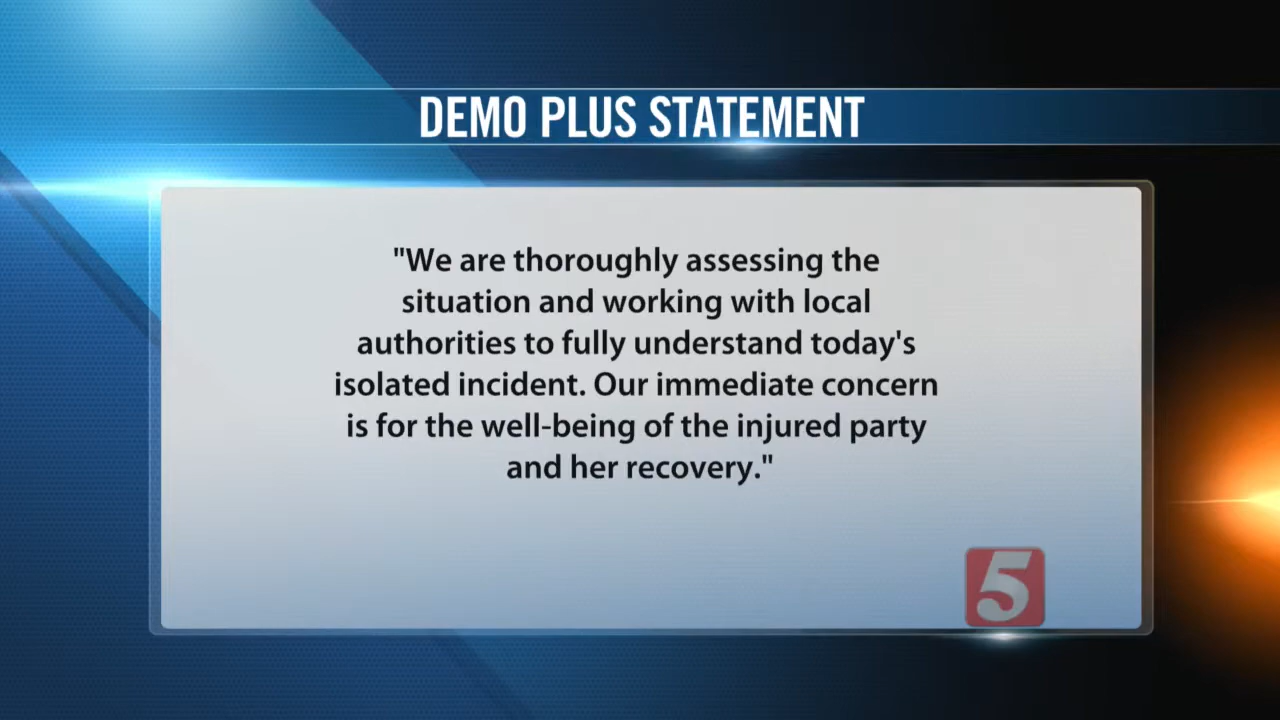 DEMO PLUS STATEMENT
"We are thoroughly assessing the
situation and working with local
authorities to fully understand today's
isolated incident. Our immediate concern
is for the well-being of the injured party
and her recovery."
5